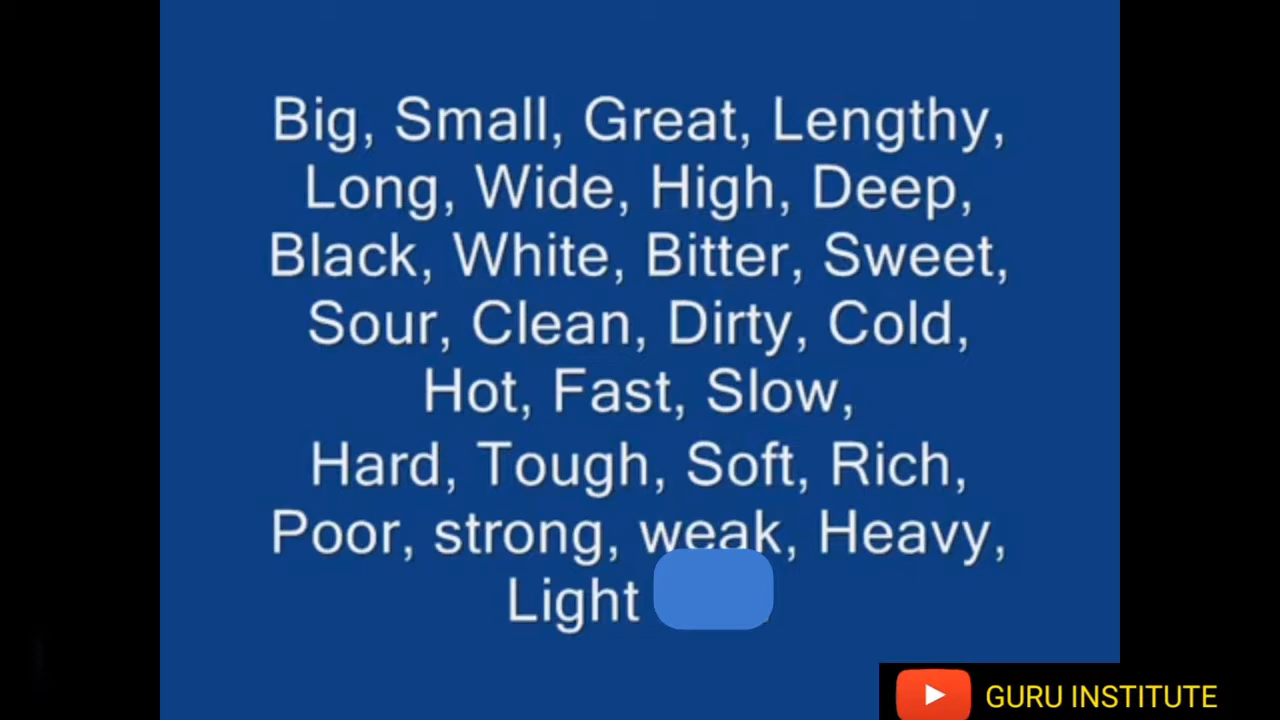 Big, Small, Great, Lengthy,
Long, Wide, High, Deep,
Black, White, Bitter, Sweet,
Sour, Clean, Dirty, Cold,
Hot, Fast, Slow,
Hard, Tough, Soft, Rich,
Poor, strong, weak, Heavy,
Light
GURU INSTITUTE